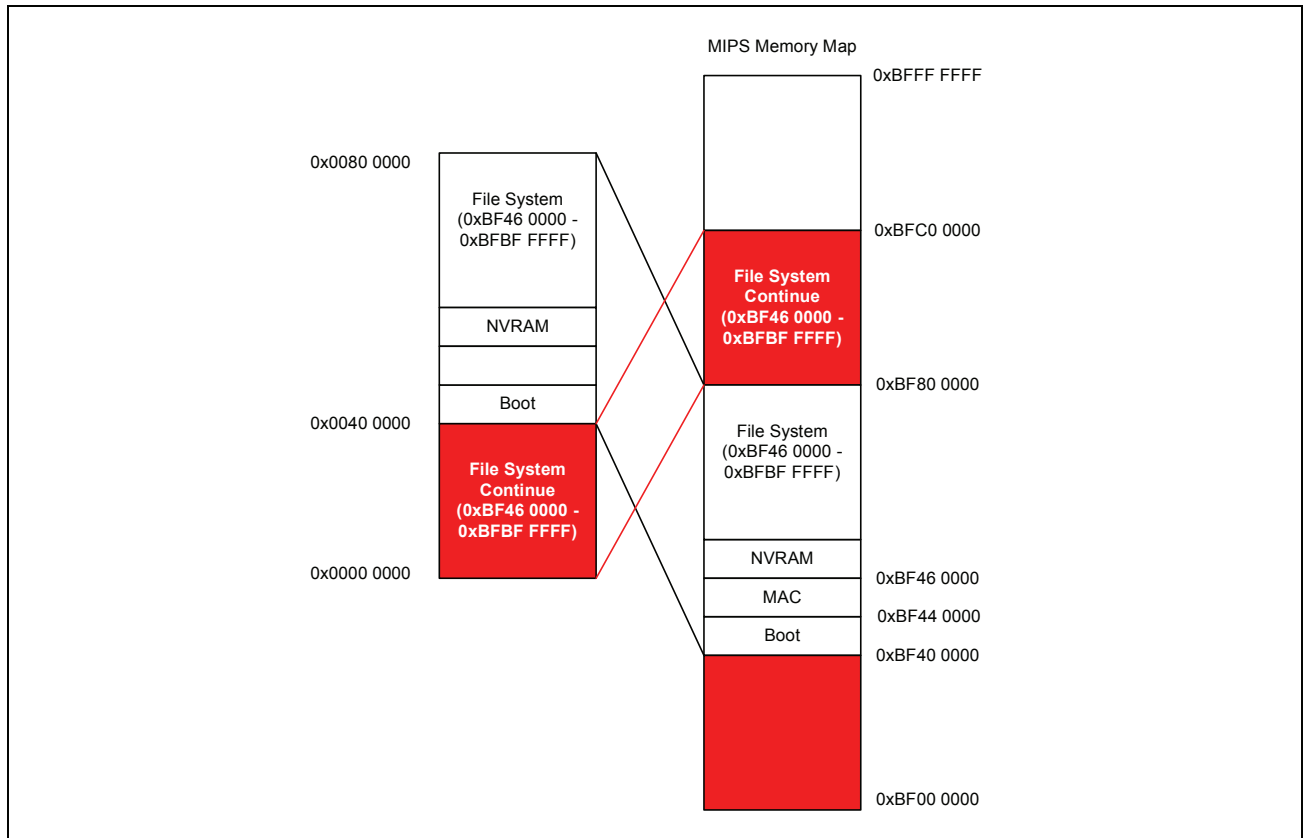 MIPS Memory Map
0xBFFF FFFF
0x0080 0000
File System
(0xBF46 0000 -
0xBFBF FFFF)
NVRAM
Boot
0x0040 0000
File System
Continue
(0xBF46 0000 -
0xBFBF FFFF)
0x0000 0000
0xBFC0 0000
File System
Continue
(0xBF46 0000 -
0xBFBF FFFF)
0xBF80 0000
File System
(0xBF46 0000 -
0xBFBF FFFF)
NVRAM
0xBF46 0000
MAC
0xBF44 0000
Boot
0xBF40 0000
0xBF00 0000